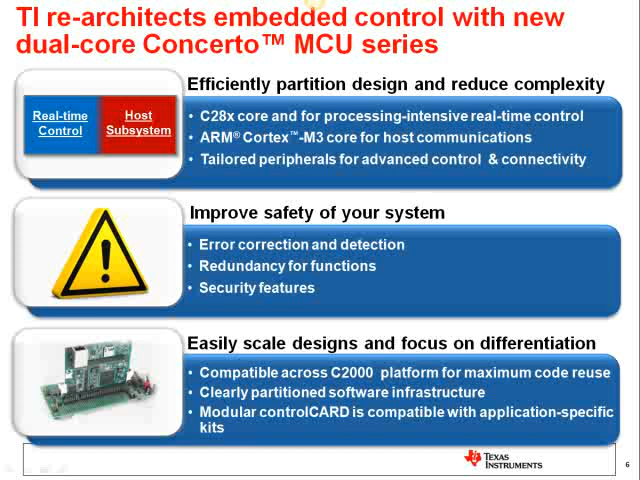 TI re-architects embedded control with new
dual-core Concerto™ MCU series
Efficiently partition design and reduce complexity
Real-time
Control
Host
Subsystem
• C28x core and for processing-intensive real-time control
• ARM® Cortex™-M3 core for host communications
• Tailored peripherals for advanced control & connectivity
Improve safety of your system
• Error correction and detection
• Redundancy for functions
• Security features
Easily scale designs and focus on differentiation
• Compatible across C2000 platform for maximum code reuse
• Clearly partitioned software infrastructure
• Modular controlCARD is compatible with application-specific
kits
TEXAS
INSTRUMENTS
6